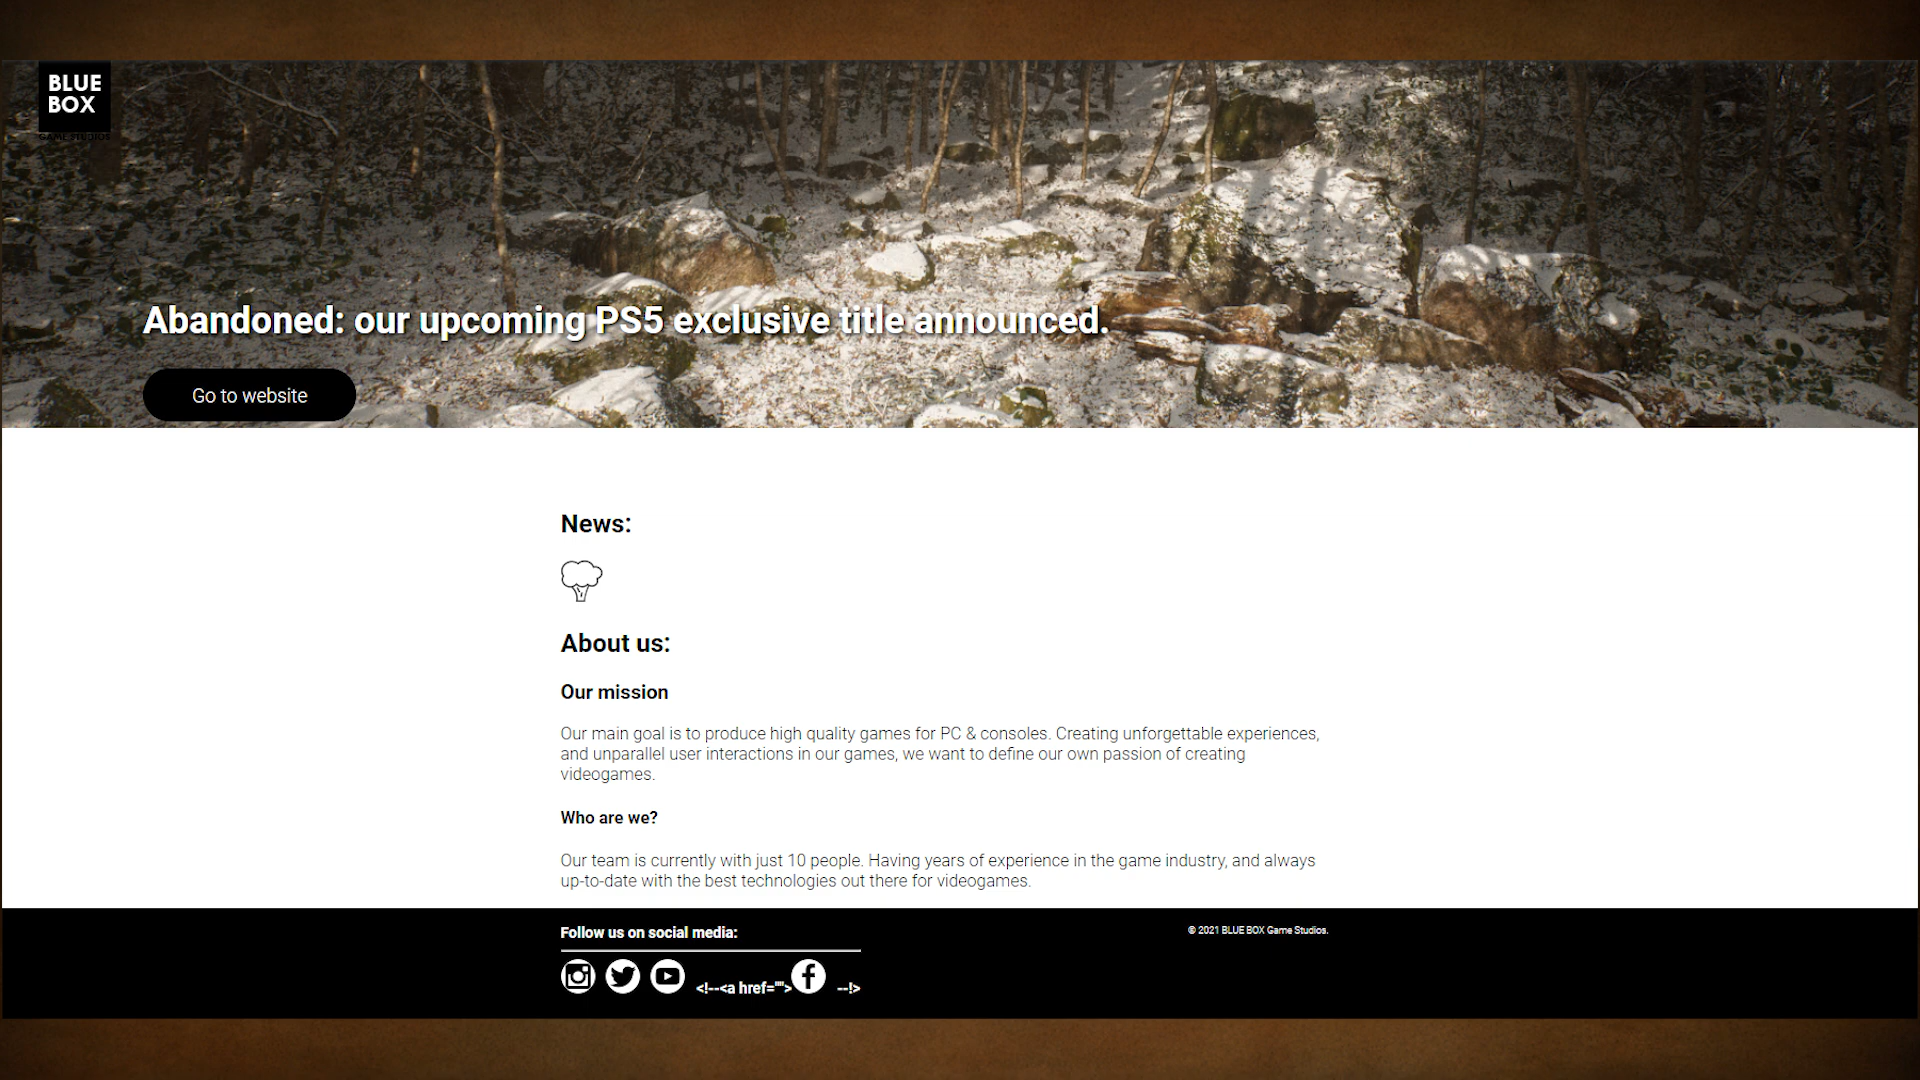 BLUE
BOX
GAME STUDIOS
Abandoned: our upcoming PS5 exclusive title announced.
Go to website
News:
About us:
Our mission
Our main goal is to produce high quality games for PC & consoles. Creating unforgettable experiences,
and unparallel user interactions in our games, we want to define our own passion of creating
videogames.
Who are we?
Our team is currently with just 10 people. Having years of experience in the game industry, and always
up-to-date with the best technologies out there for videogames.
Follow us on social media:
© 2021 BLUE BOX Game Studios.
<!--<a href=""> --!>